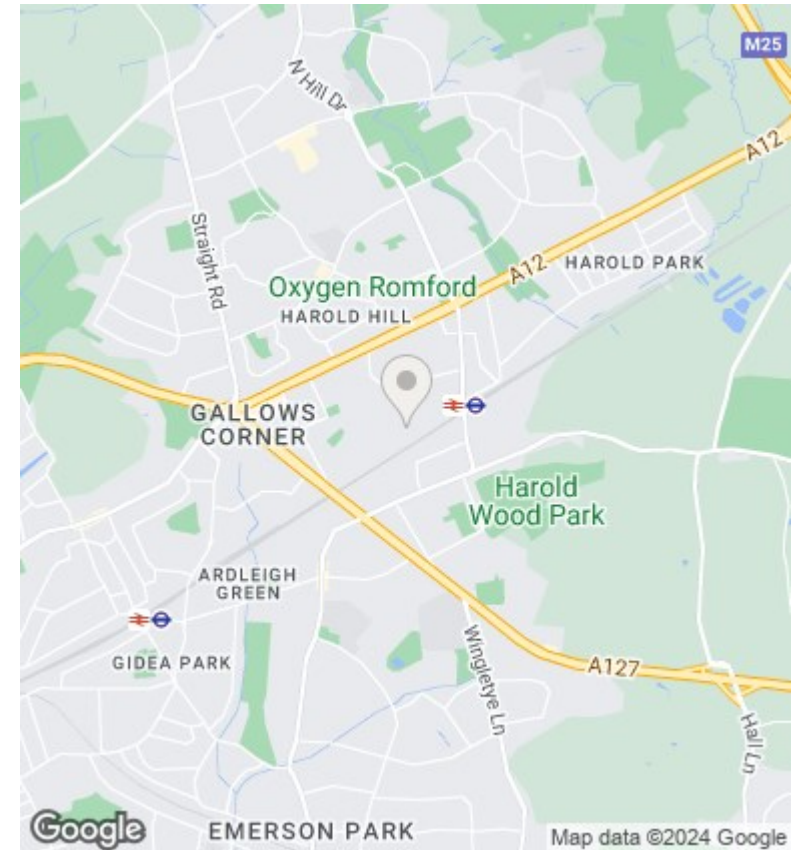 M25
N Hill Dr
A12
Straight Rd
HAROLD PARK
A12
Oxygen Romford
HAROLD HILL
GALLOWS
CORNER
Harold
Wood Park
ARDLEIGH
GREEN
GIDEA PARK
Wingletye Ln
A127
Hall Ln
EMERSON PARK
Google
Map data ©2024 Google